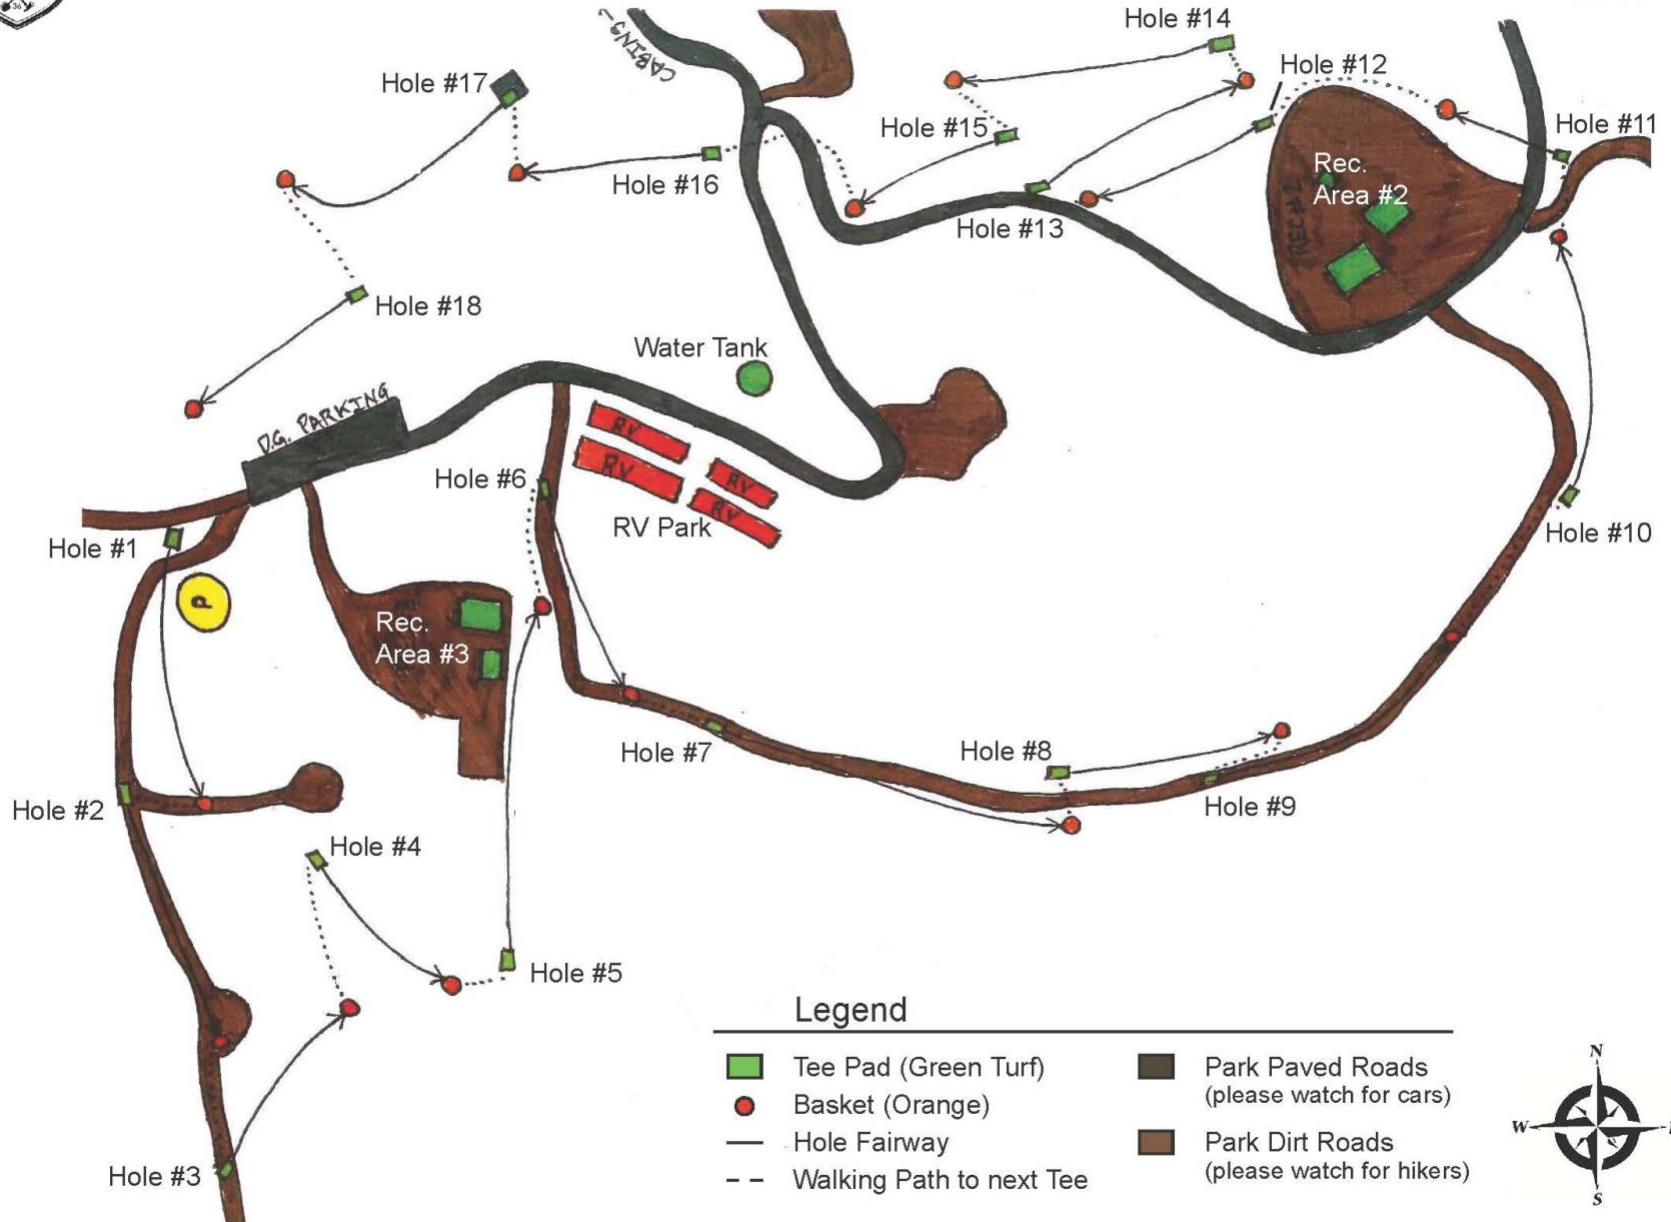 36
CABINS
Hole #14
Hole #17
Hole #12
Hole #15
Hole #11
Hole #16
Rec.
Area #2
REC#2
Hole #13
Hole #18
Water Tank
D.G. PARKING
RV
RV
RV
RV
Hole #6
RV Park
Hole #10
Hole #1
P
Rec.
Area #3
Hole #7
Hole #8
Hole #2
Hole #9
Hole #4
Hole #5
Hole #3
Legend
Tee Pad (Green Turf)
Basket (Orange)
Hole Fairway
Walking Path to next Tee
Park Paved Roads
(please watch for cars)
Park Dirt Roads
(please watch for hikers)
N
W
S